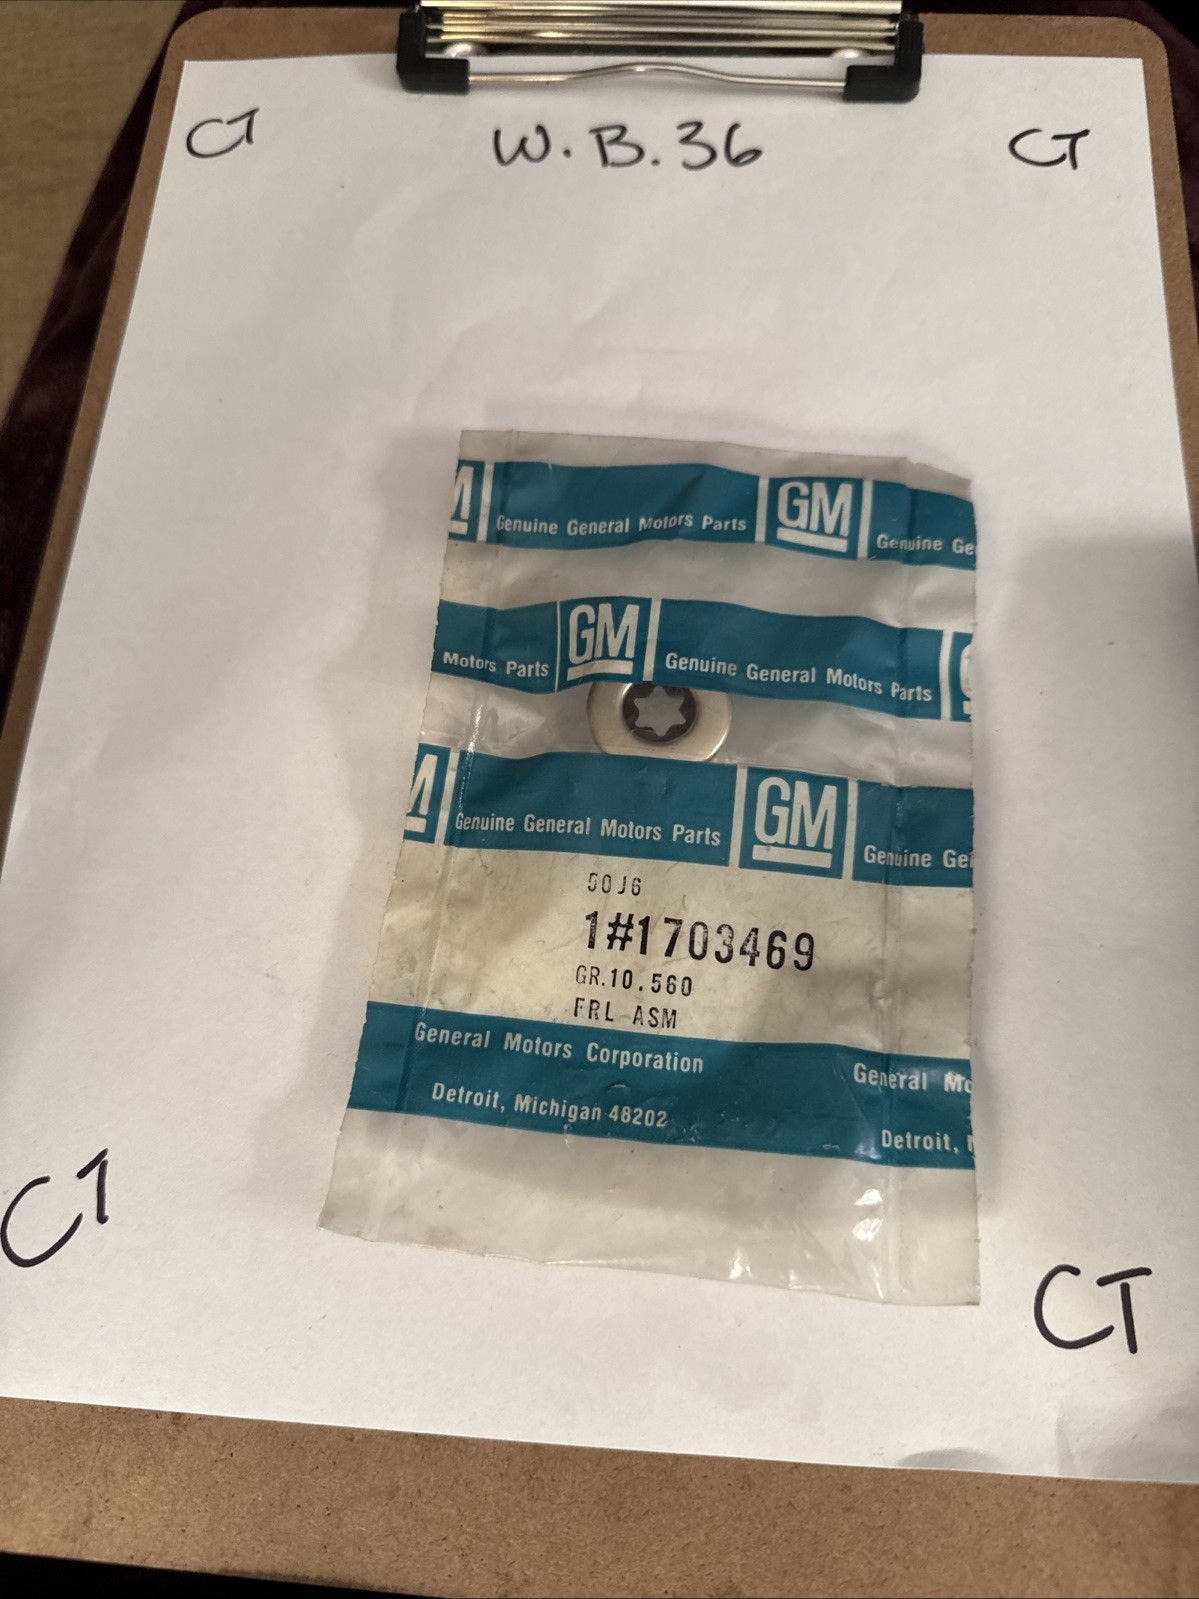 CT W.B.36 CT
M Genuine General Motors Parts GM Genuine Ge
Motors Parts GM Genuine General Motors Parts
Genuine General Motors Parts GM Genuine Ge
50J6
1#1703469
GR.10.560
FRL ASM
General Motors Corporation General Mo
Detroit, Michigan 48202 Detroit,
CT CT